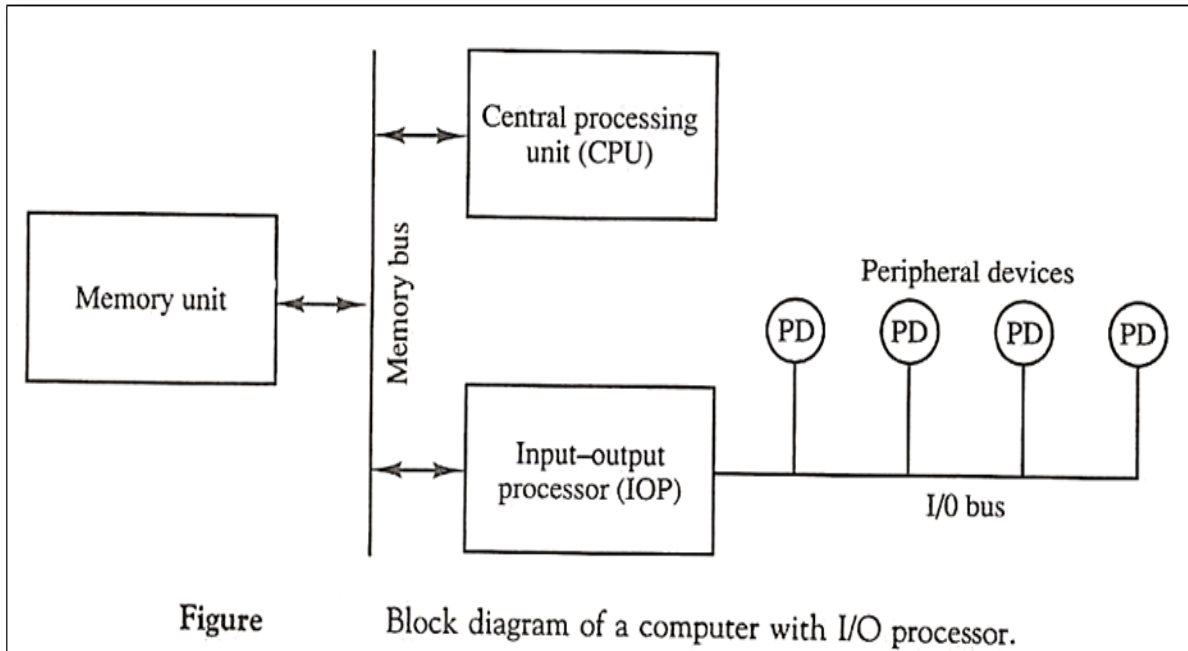 Central processing
unit (CPU)
Memory unit
Memory bus
Peripheral devices
PD PD PD PD
Input–output
processor (IOP)
I/0 bus
Figure Block diagram of a computer with I/O processor.